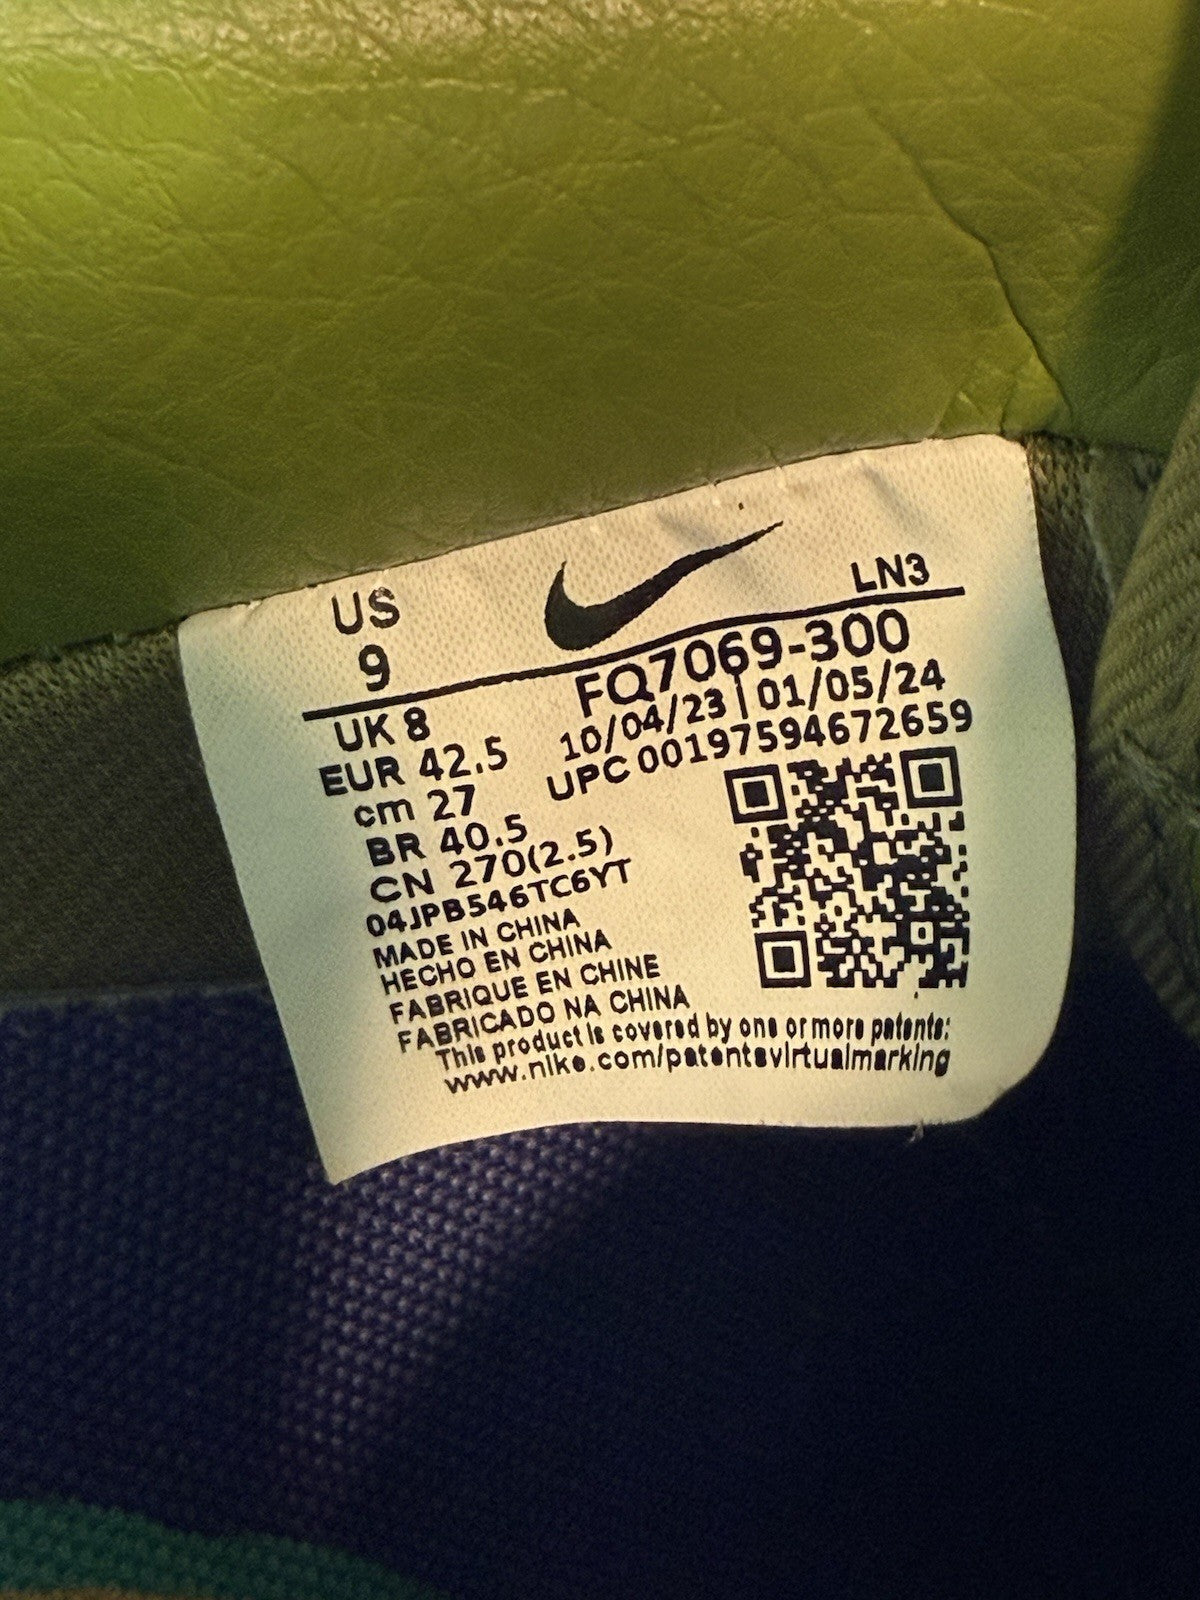 US
9
LN3
FQ7069-300
10/04/23 | 01/05/24
UPC 00197594672659
UK 8
EUR 42.5
cm 27
BR 40.5
CN 270(2.5)
04JPB546TC6YT
MADE IN CHINA
HECHO EN CHINA
FABRIQUE EN CHINE
FABRICADO NA CHINA
This product is covered by one or more patents:
www.nike.com/patentsvirtualmarking